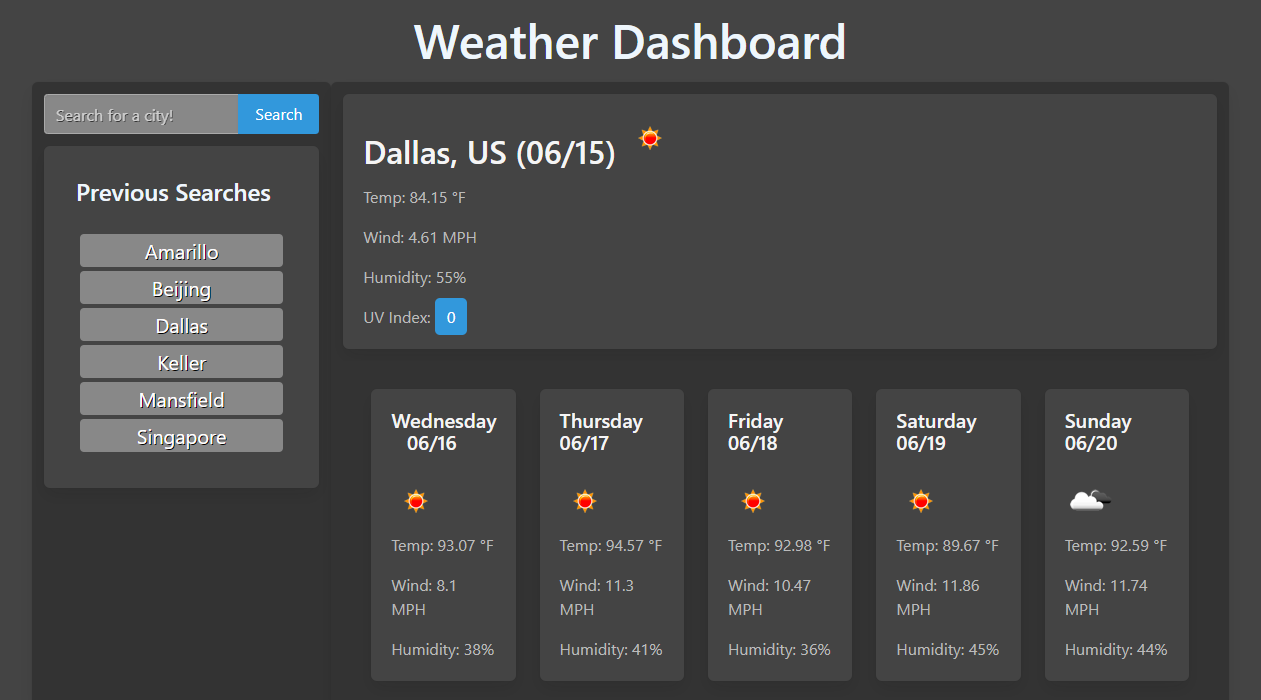 Weather Dashboard
Search for a city!
Search
Previous Searches
Amarillo
Beijing
Dallas
Keller
Mansfield
Singapore
Dallas, US (06/15)
Temp: 84.15 °F
Wind: 4.61 MPH
Humidity: 55%
UV Index: 0
Wednesday
06/16
Temp: 93.07 °F
Wind: 8.1
MPH
Humidity: 38%
Thursday
06/17
Temp: 94.57 °F
Wind: 11.3
MPH
Humidity: 41%
Friday
06/18
Temp: 92.98 °F
Wind: 10.47
MPH
Humidity: 36%
Saturday
06/19
Temp: 89.67 °F
Wind: 11.86
MPH
Humidity: 45%
Sunday
06/20
Temp: 92.59 °F
Wind: 11.74
MPH
Humidity: 44%